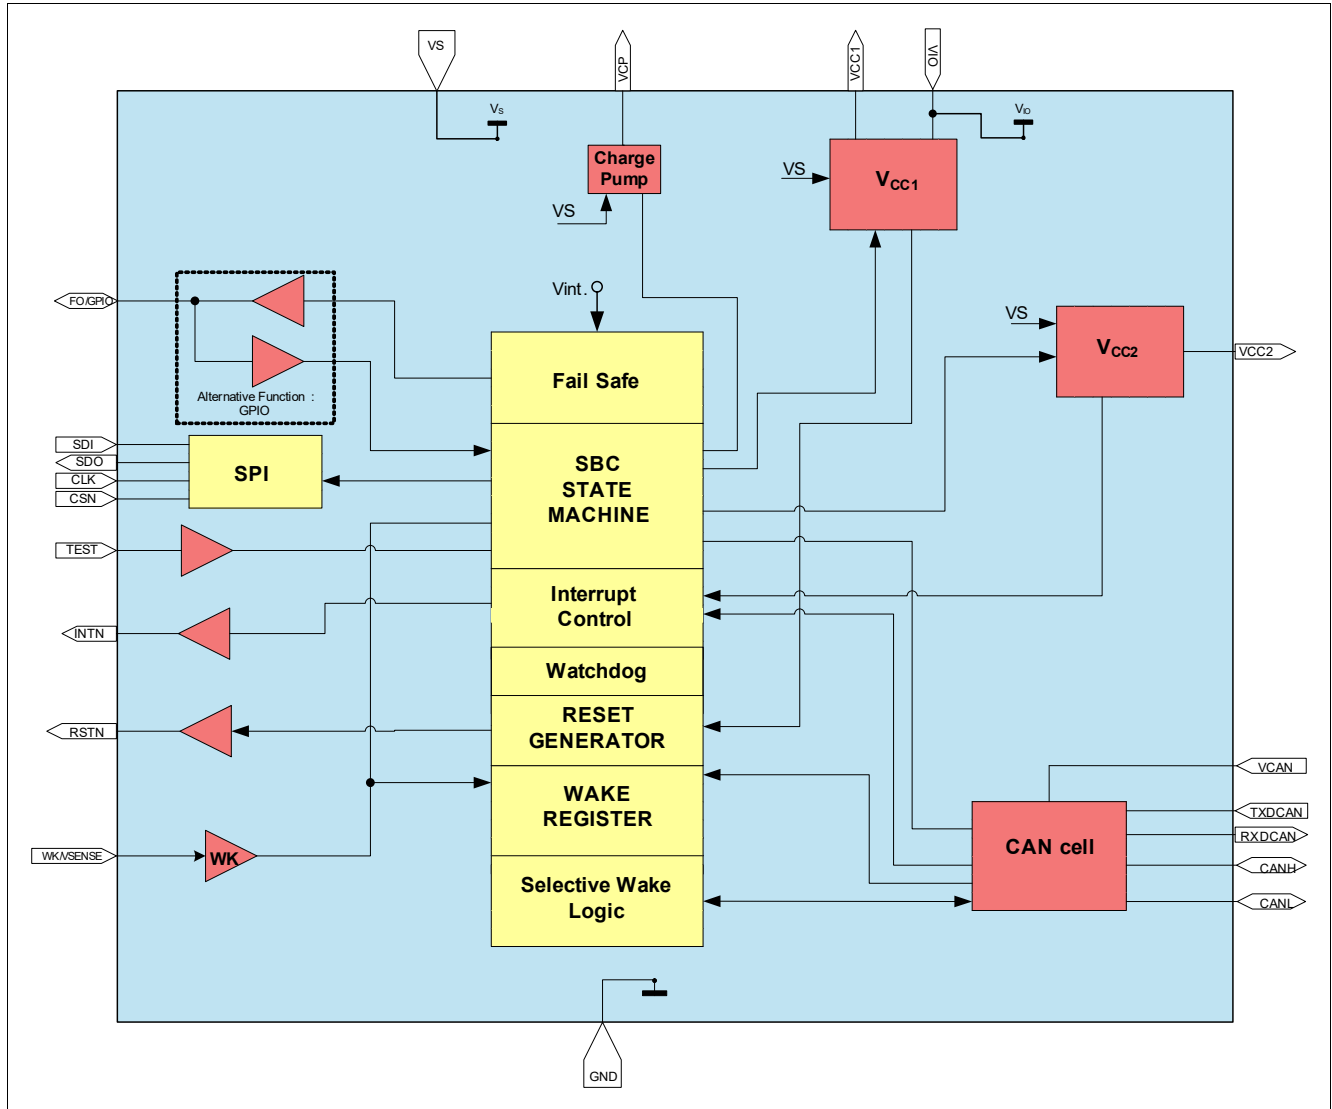 VS
VCP
VCC1
VIO
VS
VIO
Charge
Pump
VS
VCC1
VS
Vint.
FO/GPIO
Alternative Function :
GPIO
Fail Safe
VS
VCC2
VCC2
SDI
SDO
CLK
CSN
SPI
SBC
STATE
MACHINE
TEST
Interrupt
Control
INTN
Watchdog
RESET
GENERATOR
RSTN
WAKE
REGISTER
WK/VSENSE
WK
Selective Wake
Logic
CAN cell
VCAN
TXDCAN
RXDCAN
CANH
CANL
GND